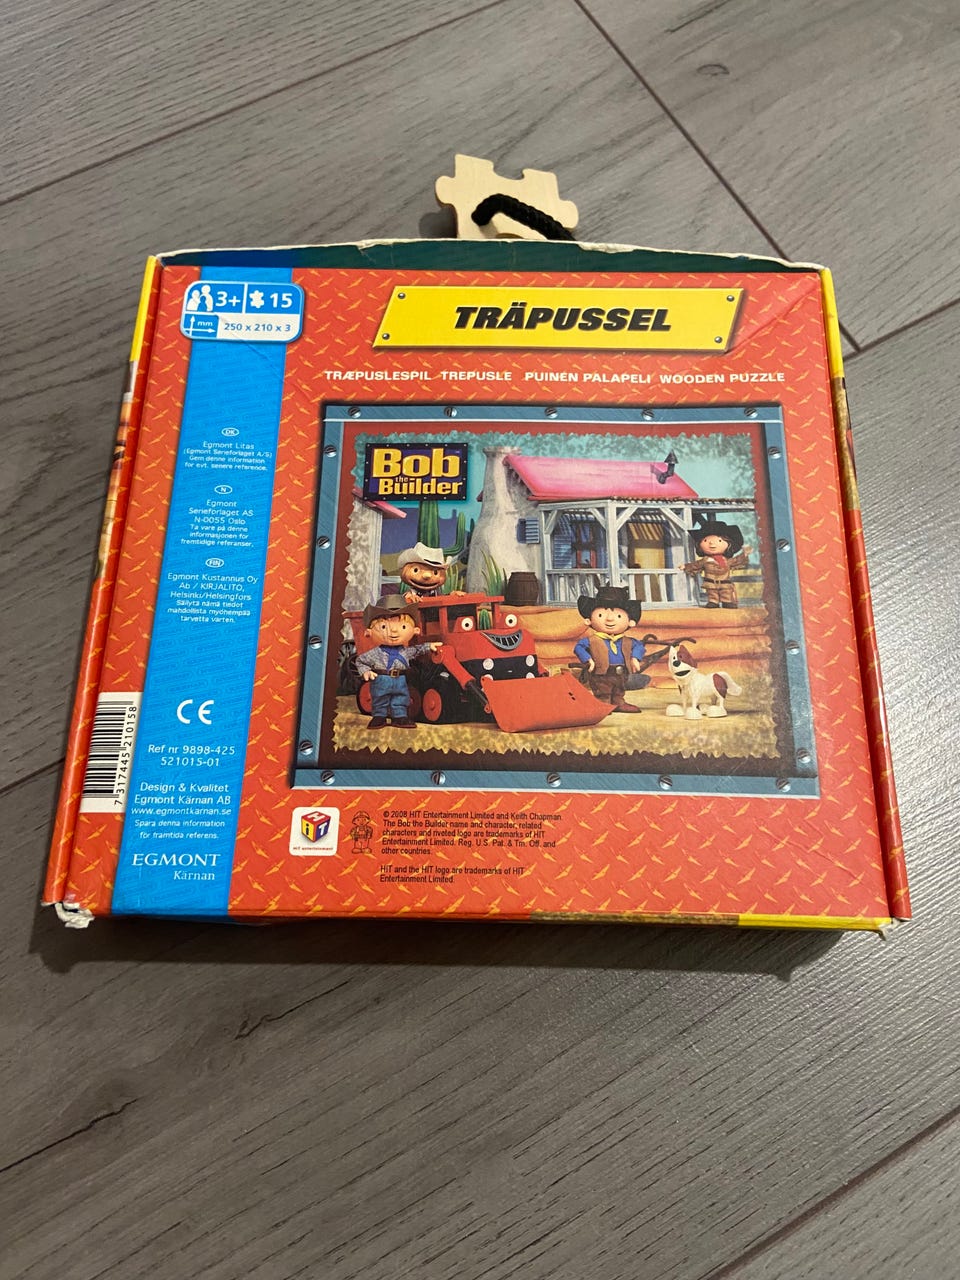 3+ 15
mm 250 x 210 x 3
TRÄPUSSEL
TRÆPUSLESPIL TREPUSLE PUINEN PALAPELI WOODEN PUZZLE
Bob
the
Builder
DK
Egmont Litas
(Egmont Serieforlaget A/S)
Gem denne information
for evt. senere reference.
N
Egmont
Serieforlaget AS
N-0055 Oslo
Ta vare på denne
informasjonen for
fremtidige referanser.
FIN
Egmont Kustannus Oy
Ab / KIRJALITO,
Helsinki/Helsingfors
Säilytä nämä tiedot
mahdollista myöhempää
tarvetta varten.
CE
Ref nr 9898-425
521015-01
Design & Kvalitet
Egmont Kärnan AB
www.egmontkarnan.se
Spara denna information
för framtida referens.
EGMONT
Kärnan
7 317445 210158
HiT
HiT entertainment
© 2008 HIT Entertainment Limited and Keith Chapman.
The Bob the Builder name and character, related
characters and riveted logo are trademarks of HIT
Entertainment Limited. Reg. U.S. Pat. & Tm. Off. and
other countries.
HiT and the HiT logo are trademarks of HIT
Entertainment Limited.